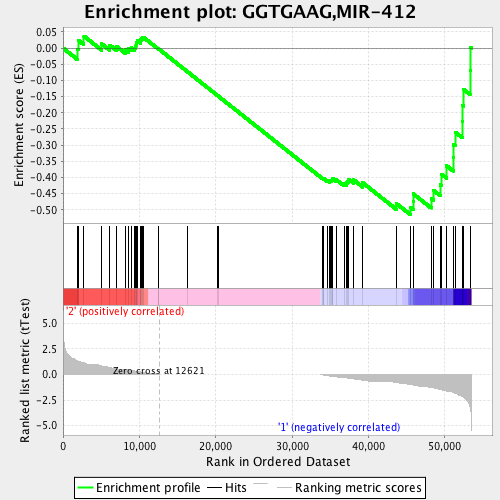 Enrichment plot: GGTGAAG,MIR-412
Enrichment score (ES)
0.05
0.00
-0.05
-0.10
-0.15
-0.20
-0.25
-0.30
-0.35
-0.40
-0.45
-0.50
'2' (positively correlated)
Ranked list metric (tTest)
5.0
2.5
0.0
-2.5
-5.0
Zero cross at 12621
'1' (negatively correlated)
0 10,000 20,000 30,000 40,000 50,000
Rank in Ordered Dataset
Enrichment profile Hits Ranking metric scores